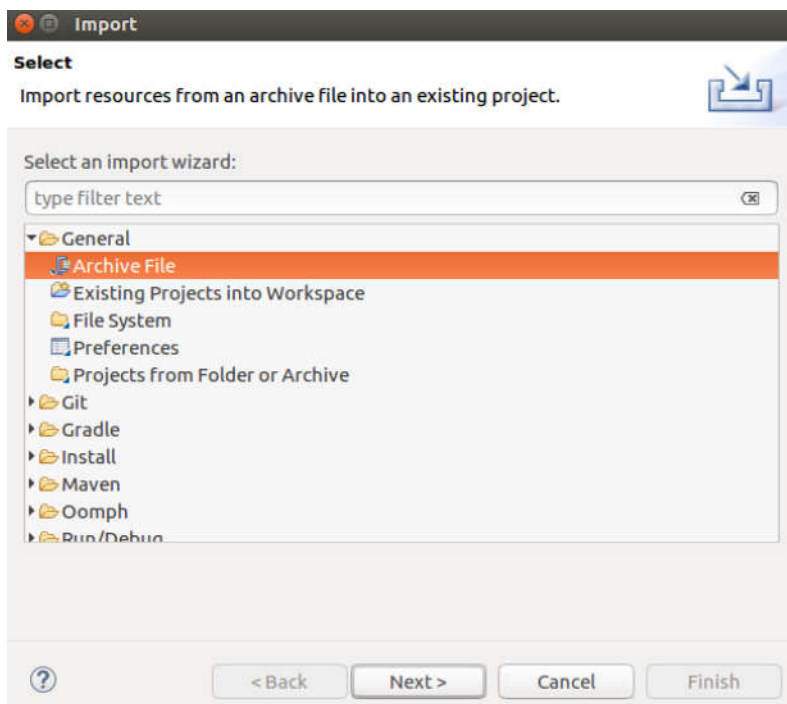 Import
Select
Import resources from an archive file into an existing project.
Select an import wizard:
type filter text
General
Archive File
Existing Projects into Workspace
File System
Preferences
Projects from Folder or Archive
Git
Gradle
Install
Maven
Oomph
Run/Debug
?
< Back Next > Cancel Finish